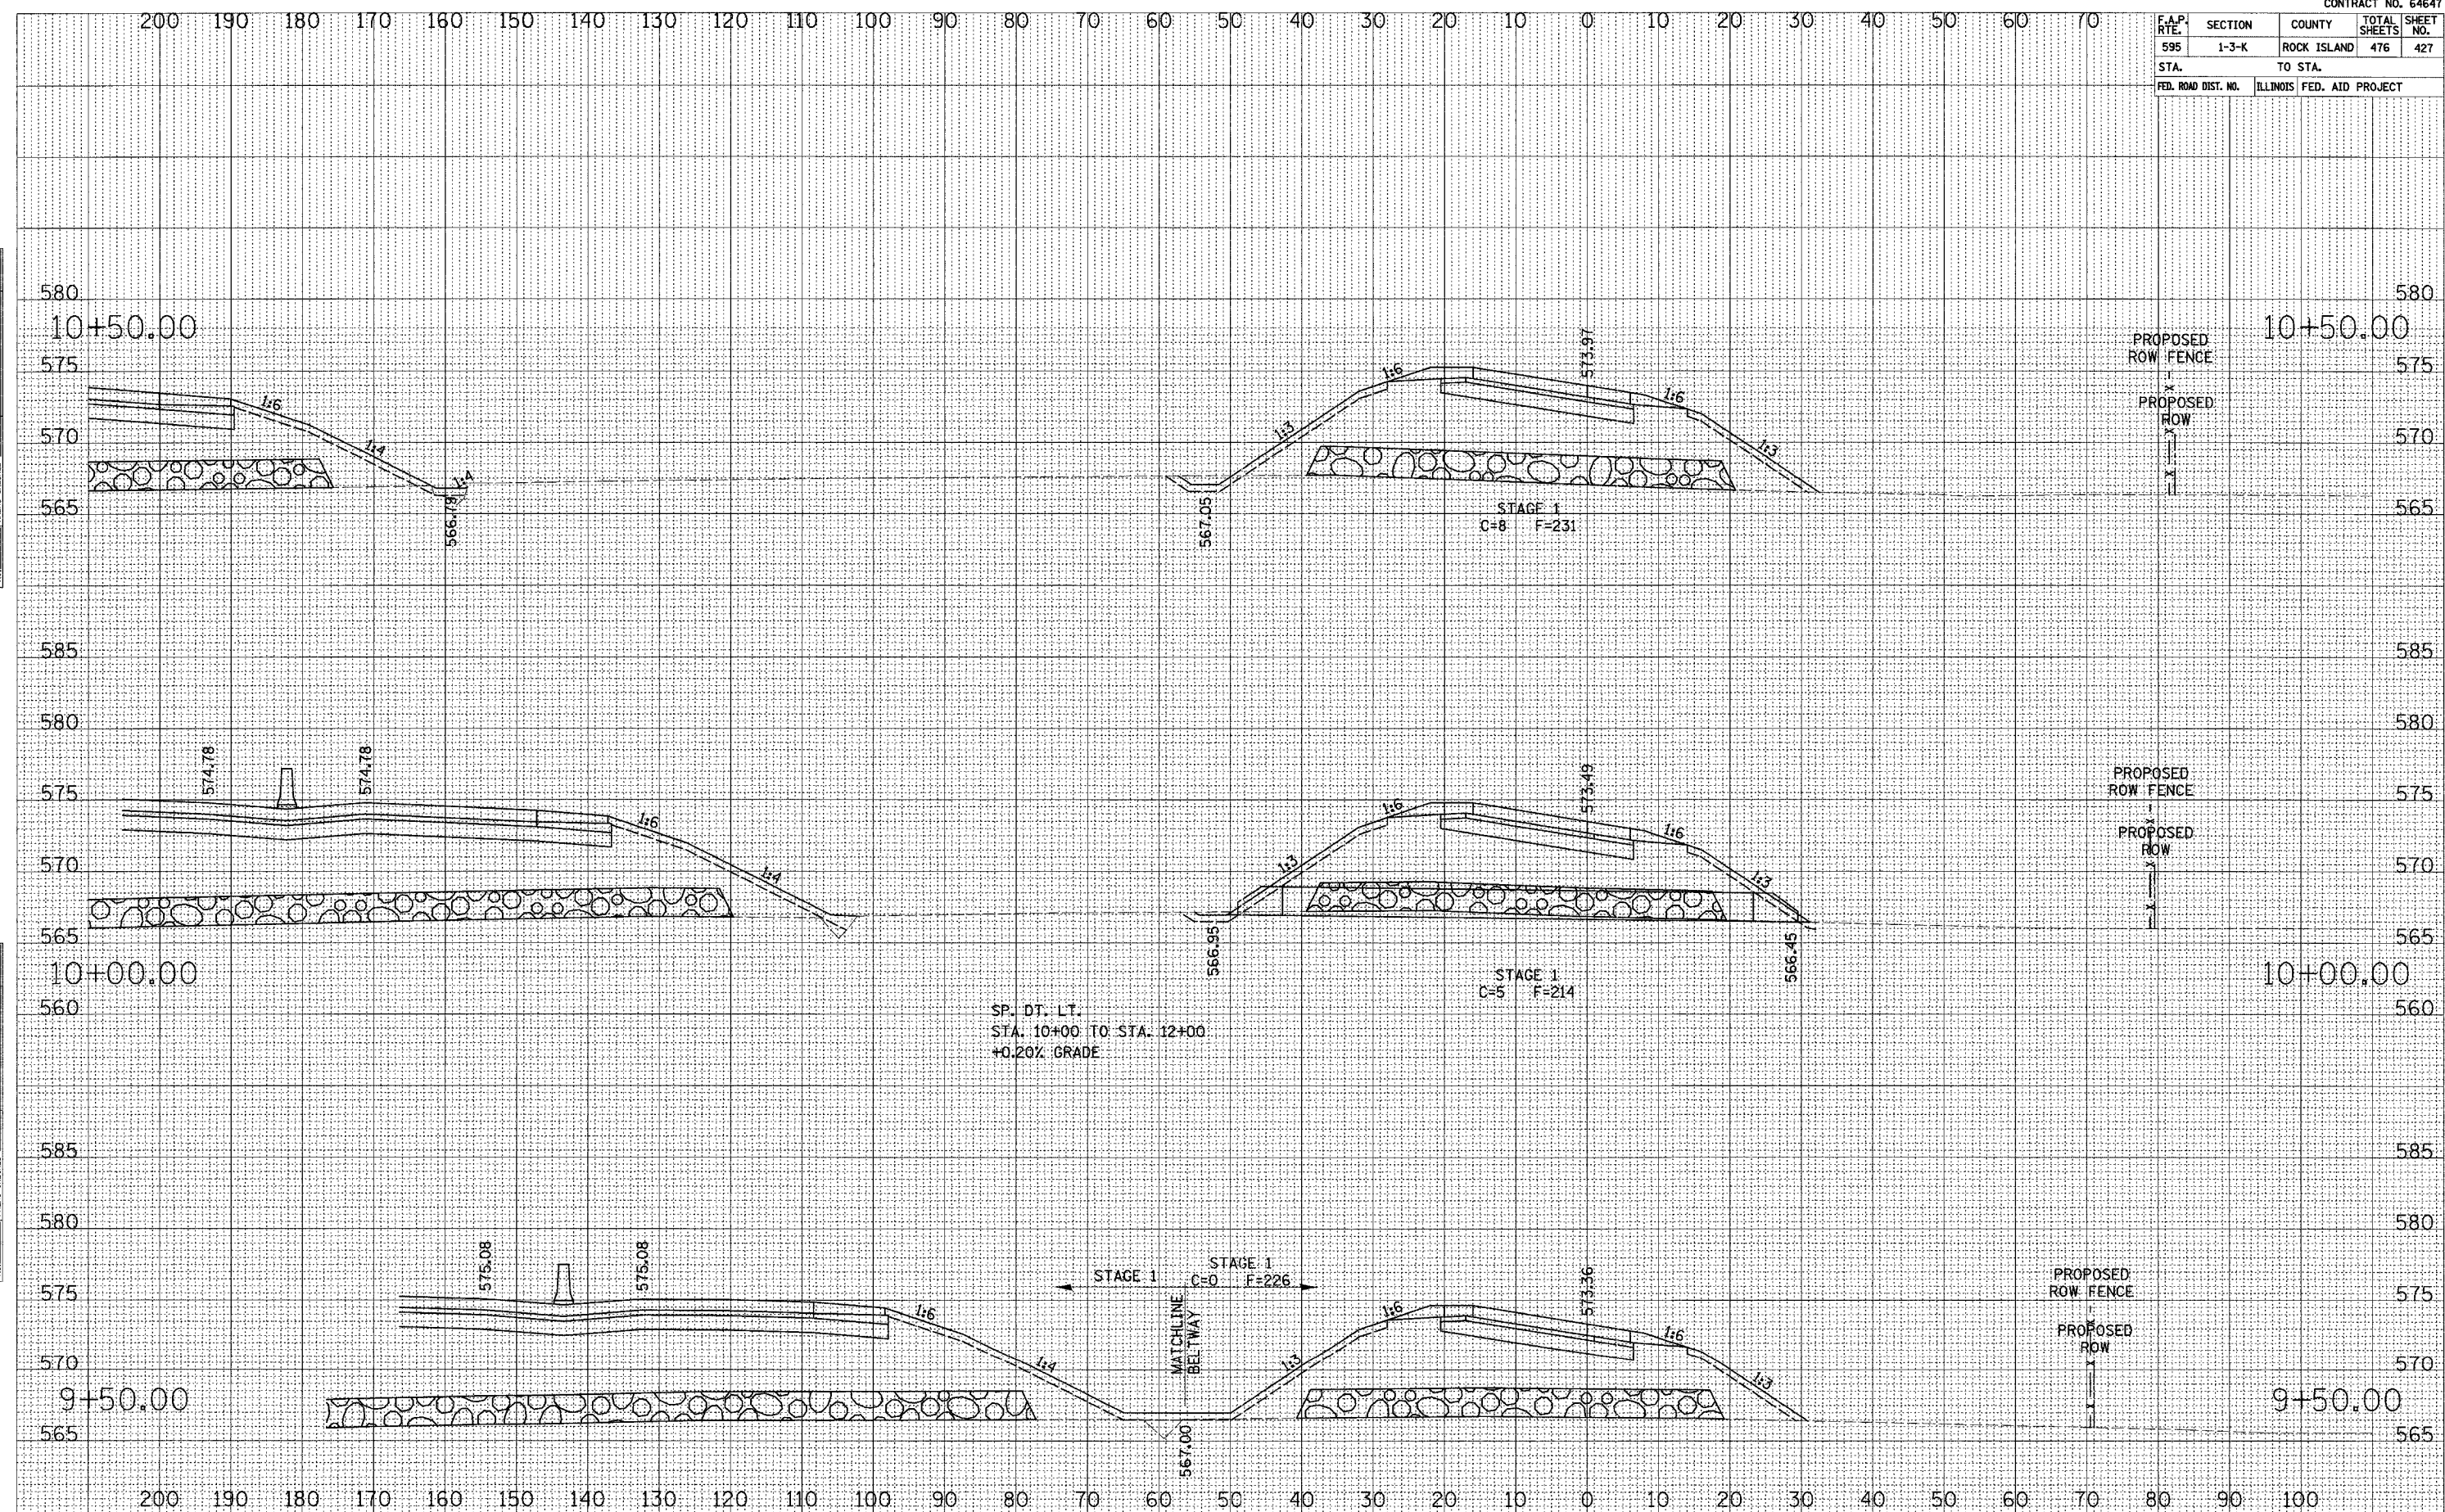 CONTRACT NO. 64647
200 190 180 170 160 150 140 130 120 110 100 90 80 70 60 50 40 30 20 10 0 10 20 30 40 50 60 70
F.A.P. RTE. SECTION COUNTY TOTAL SHEETS SHEET NO.
595 1-3-K ROCK ISLAND 476 427
STA. TO STA.
FED. ROAD DIST. NO. ILLINOIS FED. AID PROJECT
580 580
10+50.00 10+50.00
573.97
PROPOSED
ROW FENCE
575 575
1:6 1:6 1:6
PROPOSED
ROW
570 570
1:4 1:3 1:3
1:4
566.79 567.05
565 565
STAGE 1
C=8 F=231
585 585
580 580
574.78 574.78 573.49
PROPOSED
ROW FENCE
575 575
1:6 1:6 1:6
PROPOSED
ROW
570 570
1:4 1:3 1:3
565 565
566.95 566.45
10+00.00 10+00.00
STAGE 1
C=5 F=214
560 560
SP. DT. LT.
STA. 10+00 TO STA. 12+00
+0.20% GRADE
585 585
580 580
575.08 575.08 573.36
STAGE 1 STAGE 1
C=0 F=226
PROPOSED
ROW FENCE
575 575
1:6 1:6 1:6
MATCHLINE
BELTWAY
PROPOSED
ROW
570 570
1:4 1:3 1:3
9+50.00 9+50.00
565 565
567.00
200 190 180 170 160 150 140 130 120 110 100 90 80 70 60 50 40 30 20 10 0 10 20 30 40 50 60 70 80 90 100